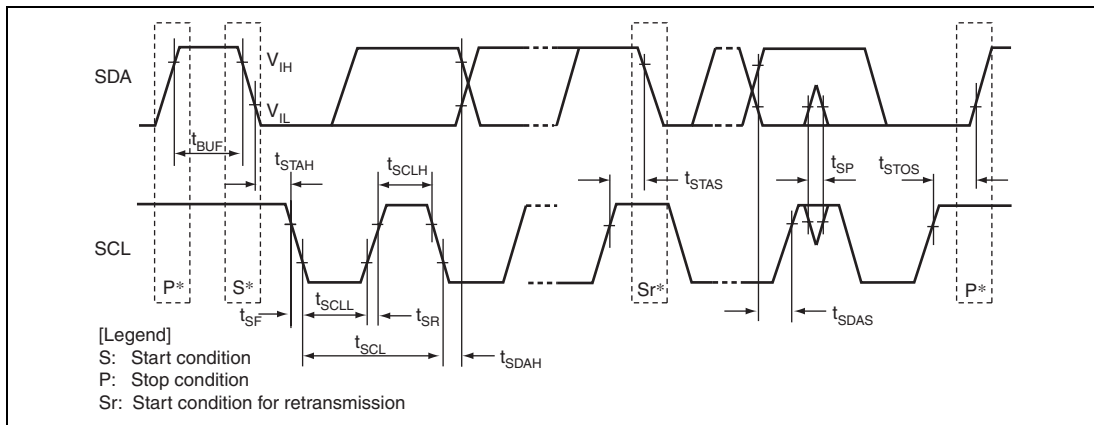 SDA
V_IH
V_IL
t_BUF
t_STAH
t_SCLH
t_STAS
t_SP
t_STOS
SCL
P*
S*
Sr*
P*
t_SF
t_SCLL
t_SR
t_SCL
t_SDAH
t_SDAS
[Legend]
S: Start condition
P: Stop condition
Sr: Start condition for retransmission